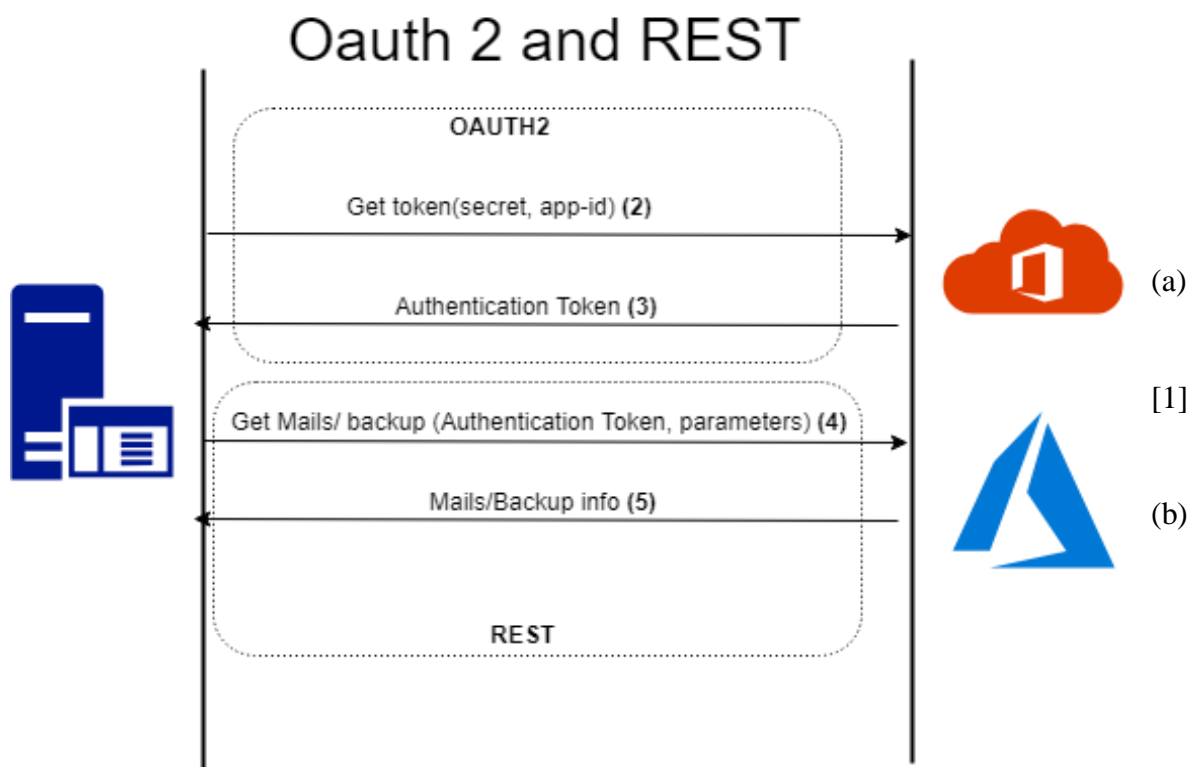 Oauth 2 and REST
OAUTH2
Get token(secret, app-id) (2)
(a)
Authentication Token (3)
[1]
Get Mails/ backup (Authentication Token, parameters) (4)
Mails/Backup info (5)
(b)
REST